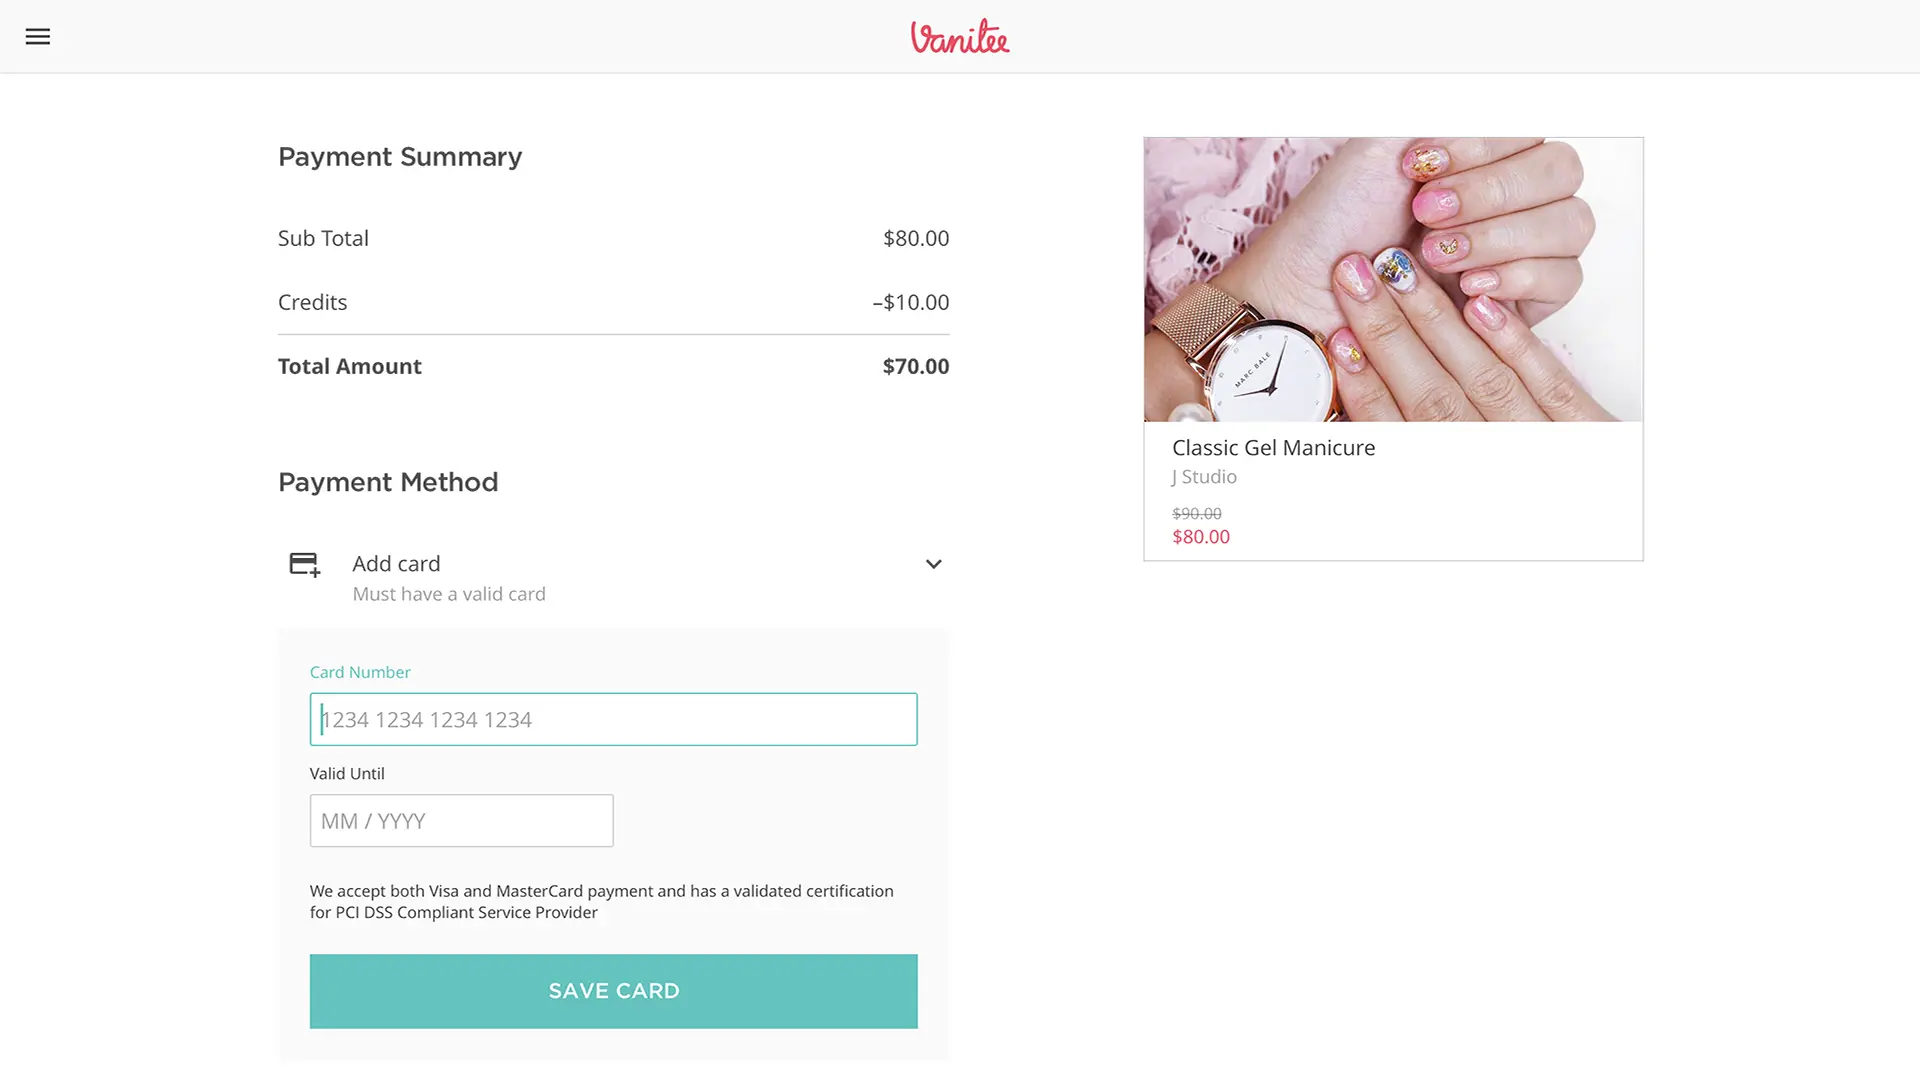 Vanitee
Payment Summary
Sub Total $80.00
Credits –$10.00
Total Amount $70.00
Payment Method
Add card
Must have a valid card
Card Number
1234 1234 1234 1234
Valid Until
MM / YYYY
We accept both Visa and MasterCard payment and has a validated certification
for PCI DSS Compliant Service Provider
SAVE CARD
MARC BALE
Classic Gel Manicure
J Studio
$90.00
$80.00